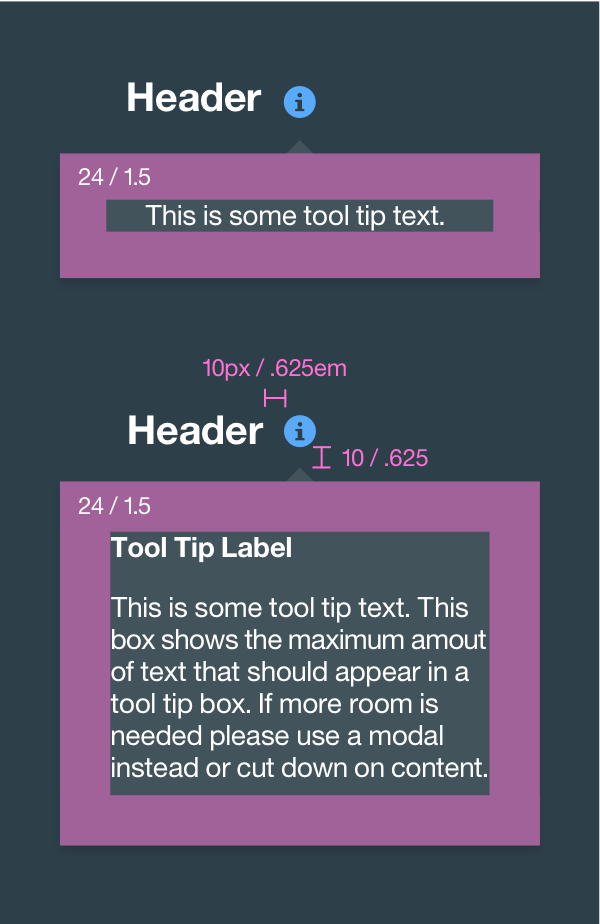 Header i
24 / 1.5
This is some tool tip text.
10px / .625em
Header i
10 / .625
24 / 1.5
Tool Tip Label
This is some tool tip text. This
box shows the maximum amout
of text that should appear in a
tool tip box. If more room is
needed please use a modal
instead or cut down on content.